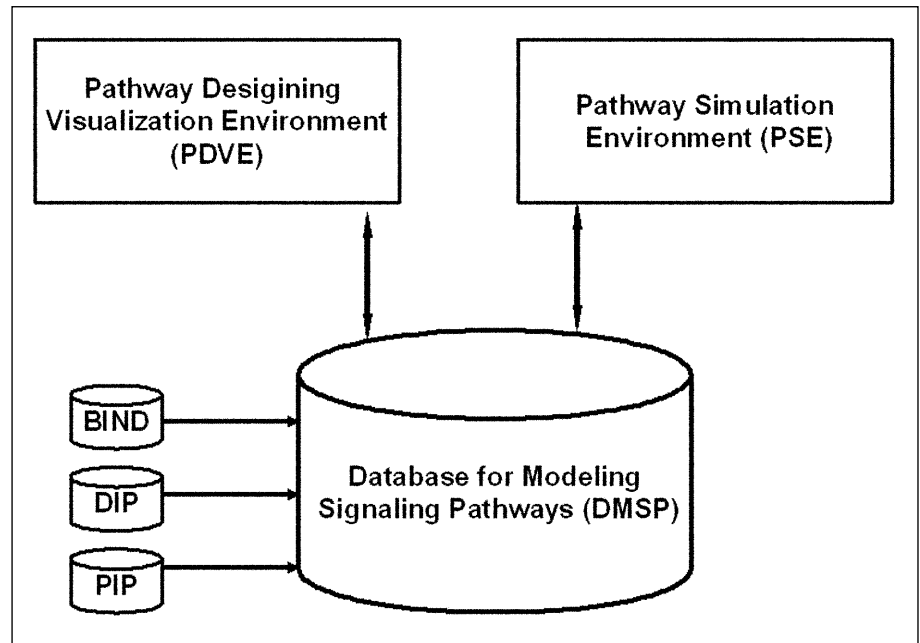 Pathway Desigining
Visualization Environment
(PDVE)
Pathway Simulation
Environment (PSE)
BIND
DIP
PIP
Database for Modeling
Signaling Pathways (DMSP)